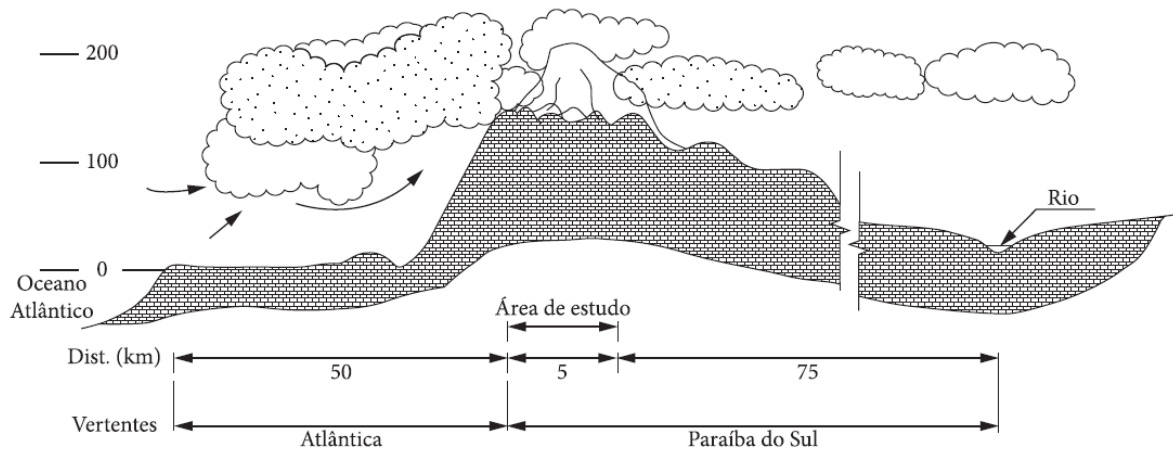 200
100
Rio
0
Oceano
Atlântico
Área de estudo
Dist. (km)
50
5
75
Vertentes
Atlântica
Paraíba do Sul